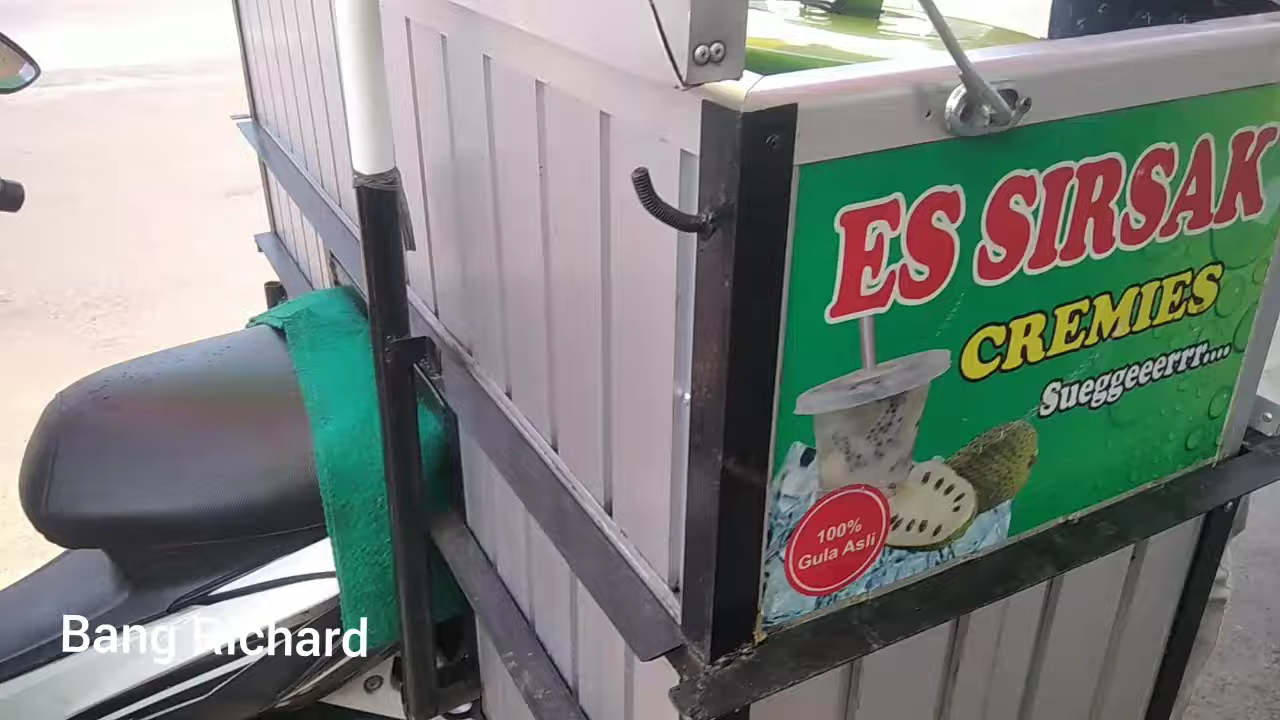 ES SIRSAK
CREMIES
Sueggeeerrr....
100%
Gula Asli
Bang Richard